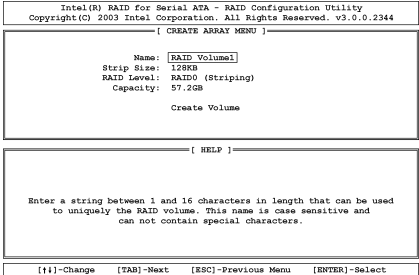 Intel(R) RAID for Serial ATA - RAID Configuration Utility
Copyright(C) 2003 Intel Corporation. All Rights Reserved. v3.0.0.2344
[ CREATE ARRAY MENU ]
Name: RAID Volume1
Strip Size: 128KB
RAID Level: RAID0 (Striping)
Capacity: 57.2GB
Create Volume
[ HELP ]
Enter a string between 1 and 16 characters in length that can be used
to uniquely the RAID volume. This name is case sensitive and
can not contain special characters.
[↑↓]-Change [TAB]-Next [ESC]-Previous Menu [ENTER]-Select